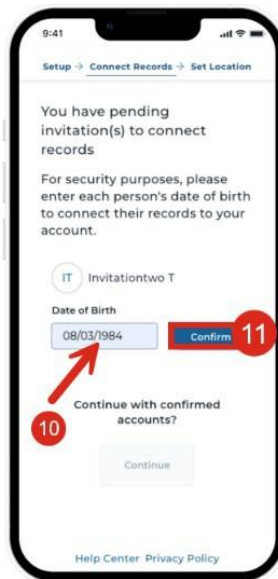 9:41
Setup → Connect Records → Set Location
You have pending
invitation(s) to connect
records
For security purposes, please
enter each person's date of birth
to connect their records to your
account.
IT Invitationtwo T
Date of Birth
08/03/1984 Confirm 11
10
Continue with confirmed
accounts?
Continue
Help Center Privacy Policy